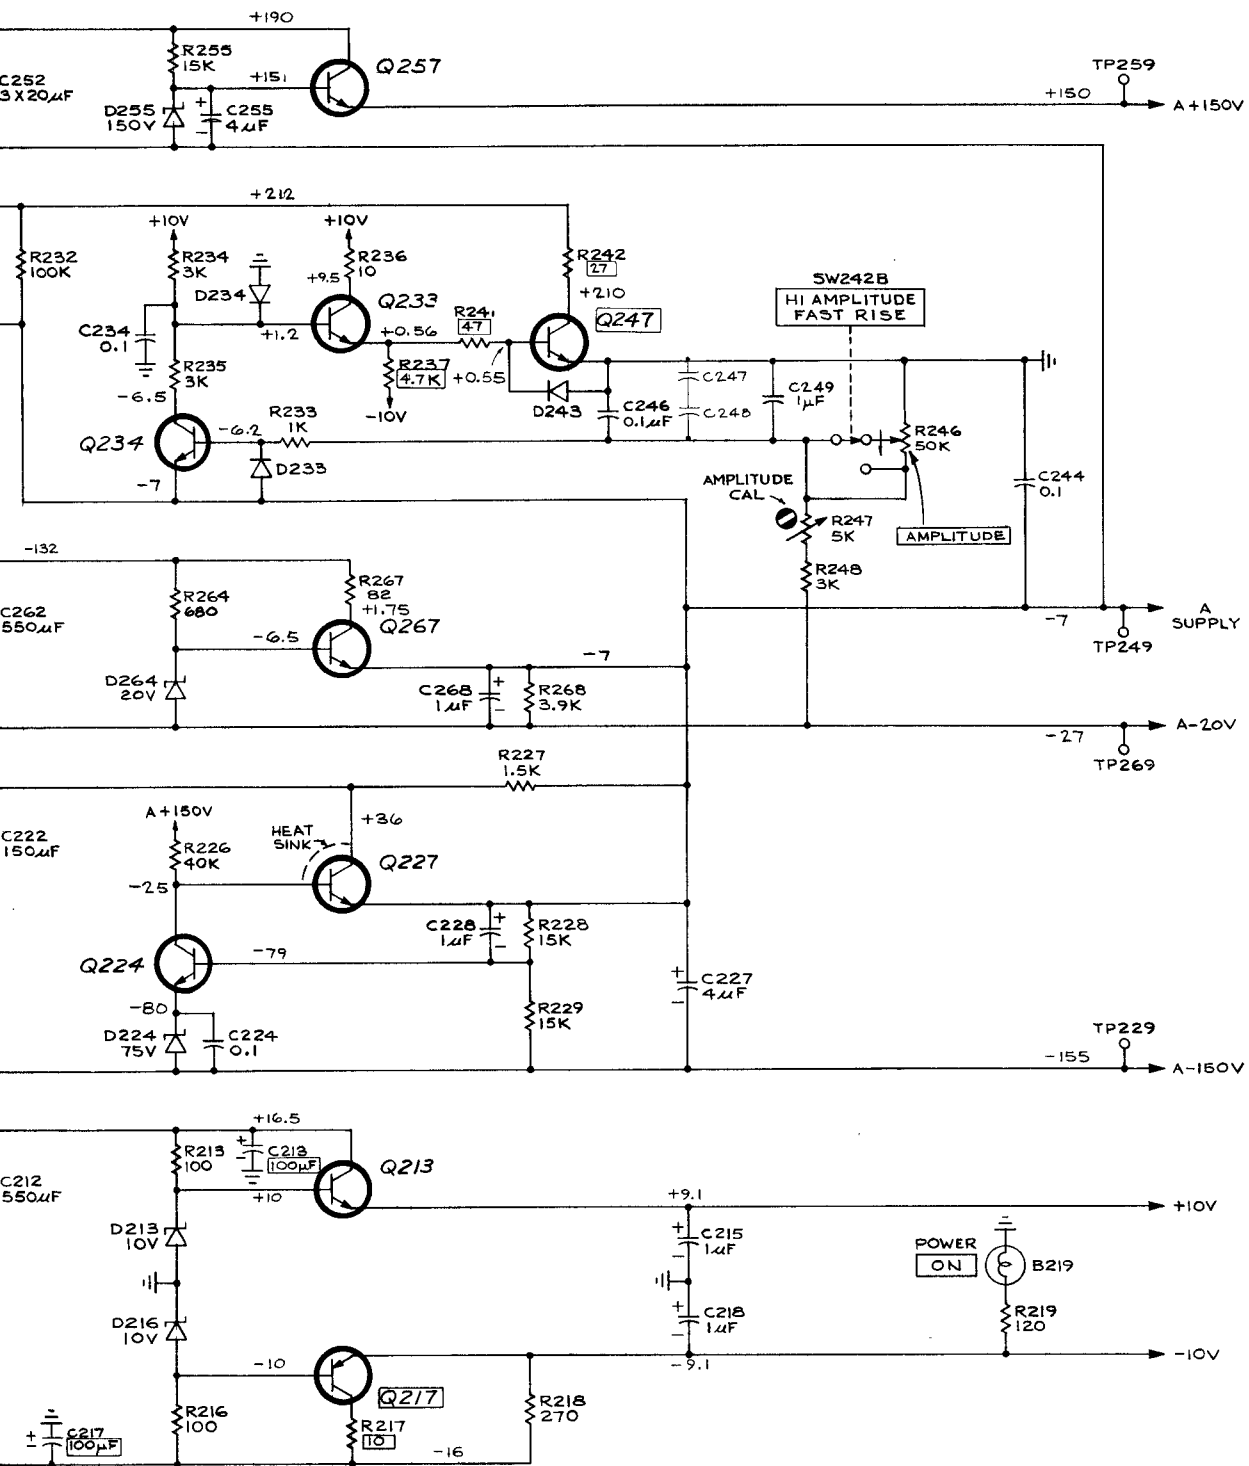 +190
R255
15K
Q257
C252
3X20µF
+151
TP259
D255
150V
+
-
C255
4µF
+150
A+150V
+212
+10V
+10V
R232
100K
R234
3K
R236
10
R242
27
SW242B
HI AMPLITUDE
FAST RISE
D234
+9.5
Q233
+210
R241
47
Q247
C234
0.1
+1.2
+0.56
R237
4.7K
+0.55
R235
3K
-10V
D243
C247
C249
1µF
C246
0.1µF
C248
-6.5
R233
1K
-6.2
Q234
D233
R246
50K
-7
AMPLITUDE
CAL
R247
5K
C244
0.1
AMPLITUDE
-132
R248
3K
R267
82
+1.75
R264
680
C262
550µF
Q267
-6.5
A
SUPPLY
-7
TP249
-7
D264
20V
C268
1µF
+
-
R268
3.9K
A-20V
-27
TP269
R227
1.5K
A+150V
+36
C222
150µF
R226
40K
HEAT
SINK
Q227
-25
C228
1µF
+
-
R228
15K
-79
Q224
+
-
C227
4µF
-80
R229
15K
D224
75V
C224
0.1
TP229
-155
A-150V
+16.5
R213
100
+
-
C213
100µF
Q213
C212
550µF
+10
+9.1
+10V
D213
10V
+
-
C215
1µF
POWER
ON
B219
D216
10V
+
-
C218
1µF
R219
120
-10
-9.1
-10V
Q217
R216
100
R218
270
+
-
C217
100µF
R217
10
-16